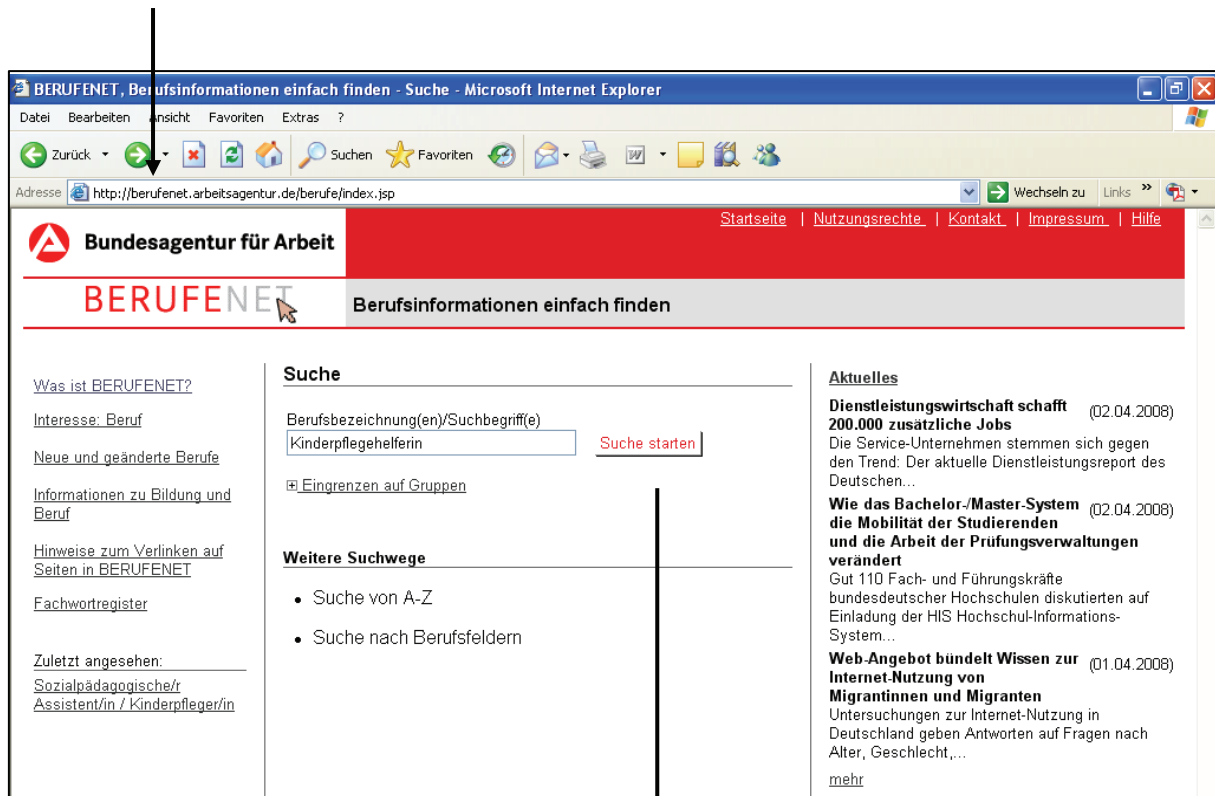 BERUFENET, Berufsinformationen einfach finden - Suche - Microsoft Internet Explorer
Datei Bearbeiten Ansicht Favoriten Extras ?
Zurück Suchen Favoriten
Adresse http://berufenet.arbeitsagentur.de/berufe/index.jsp Wechseln zu Links »
Startseite | Nutzungsrechte | Kontakt | Impressum | Hilfe
Bundesagentur für Arbeit
BERUFENET
Berufsinformationen einfach finden
Was ist BERUFENET?
Interesse: Beruf
Neue und geänderte Berufe
Informationen zu Bildung und
Beruf
Hinweise zum Verlinken auf
Seiten in BERUFENET
Fachwortregister
Zuletzt angesehen:
Sozialpädagogische/r
Assistent/in / Kinderpfleger/in
Suche
Berufsbezeichnung(en)/Suchbegriff(e)
Kinderpflegehelferin Suche starten
Eingrenzen auf Gruppen
Weitere Suchwege
• Suche von A-Z
• Suche nach Berufsfeldern
Aktuelles
Dienstleistungswirtschaft schafft (02.04.2008)
200.000 zusätzliche Jobs
Die Service-Unternehmen stemmen sich gegen
den Trend: Der aktuelle Dienstleistungsreport des
Deutschen...
Wie das Bachelor-/Master-System (02.04.2008)
die Mobilität der Studierenden
und die Arbeit der Prüfungsverwaltungen
verändert
Gut 110 Fach- und Führungskräfte
bundesdeutscher Hochschulen diskutierten auf
Einladung der HIS Hochschul-Informations-
System...
Web-Angebot bündelt Wissen zur (01.04.2008)
Internet-Nutzung von
Migrantinnen und Migranten
Untersuchungen zur Internet-Nutzung in
Deutschland geben Antworten auf Fragen nach
Alter, Geschlecht,...
mehr